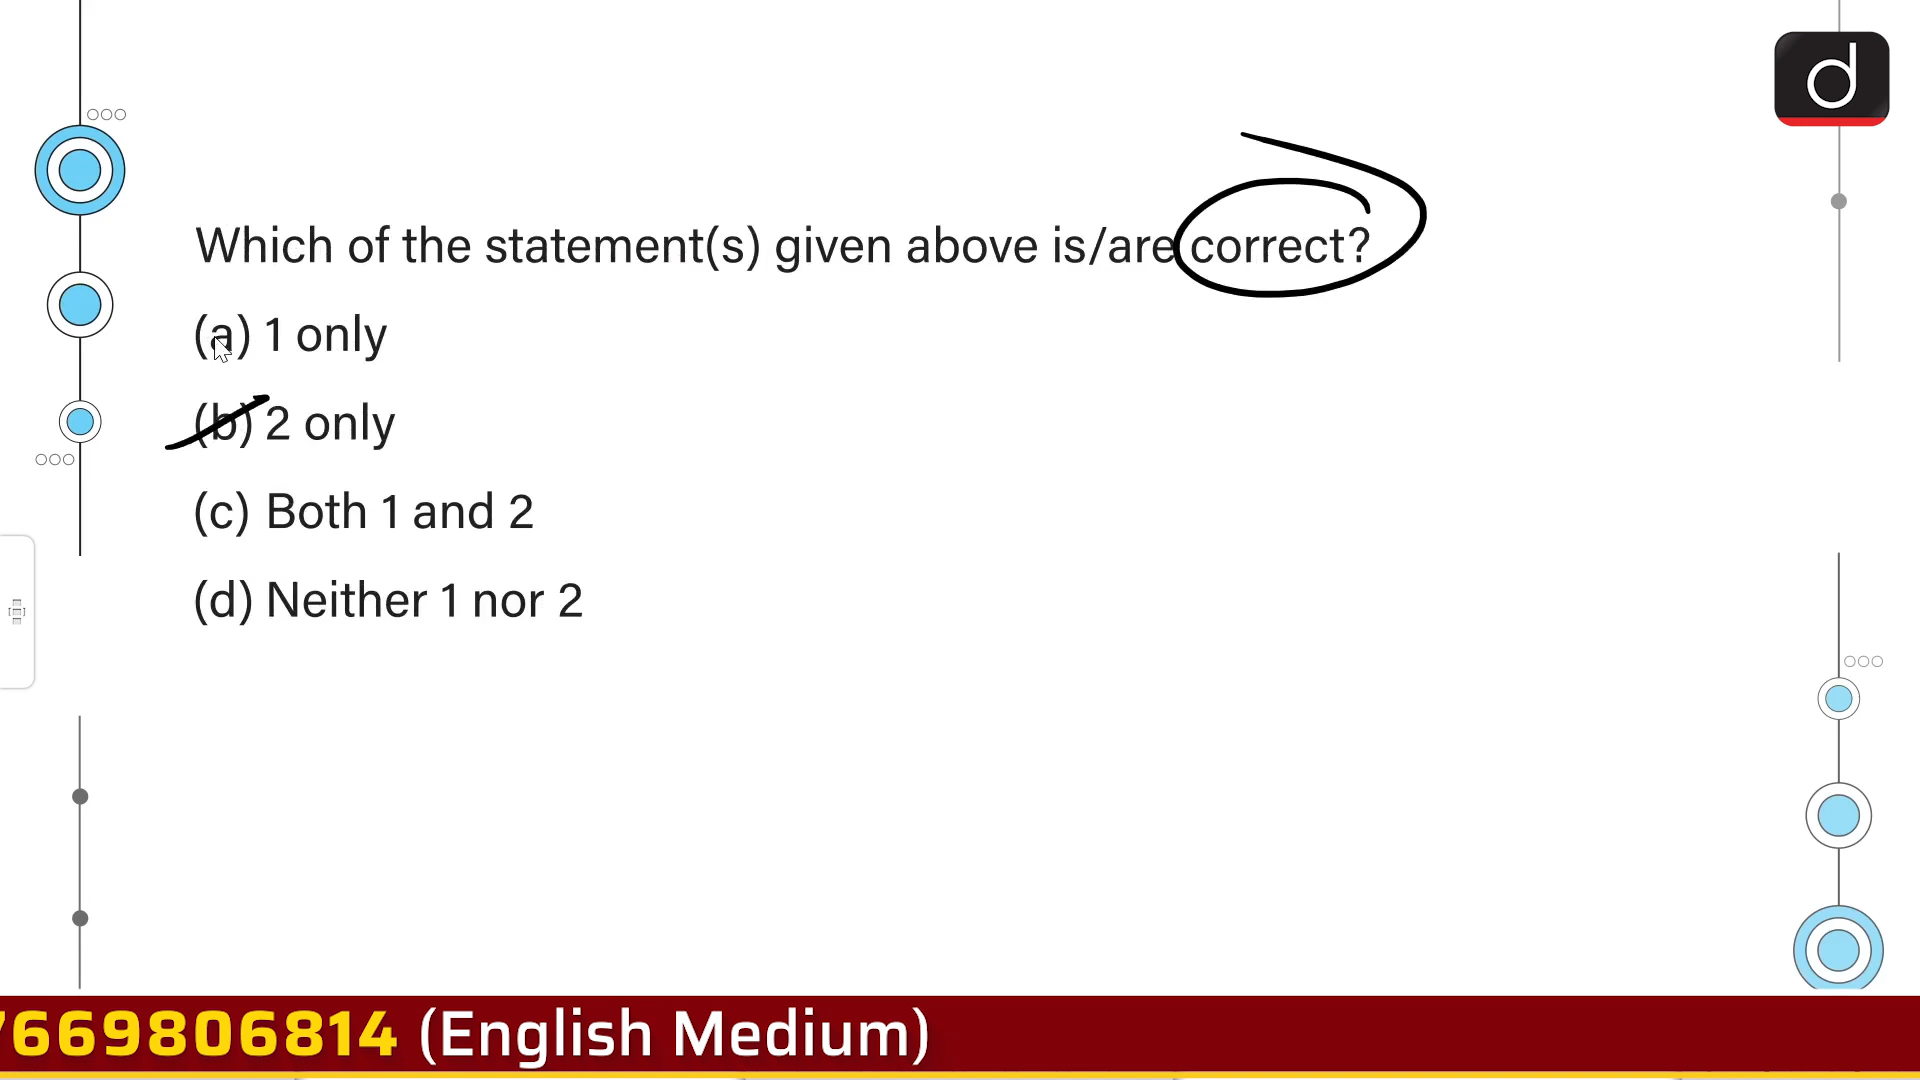 d
Which of the statement(s) given above is/are correct?
(a) 1 only
(b) 2 only
(c) Both 1 and 2
(d) Neither 1 nor 2
7669806814 (English Medium)